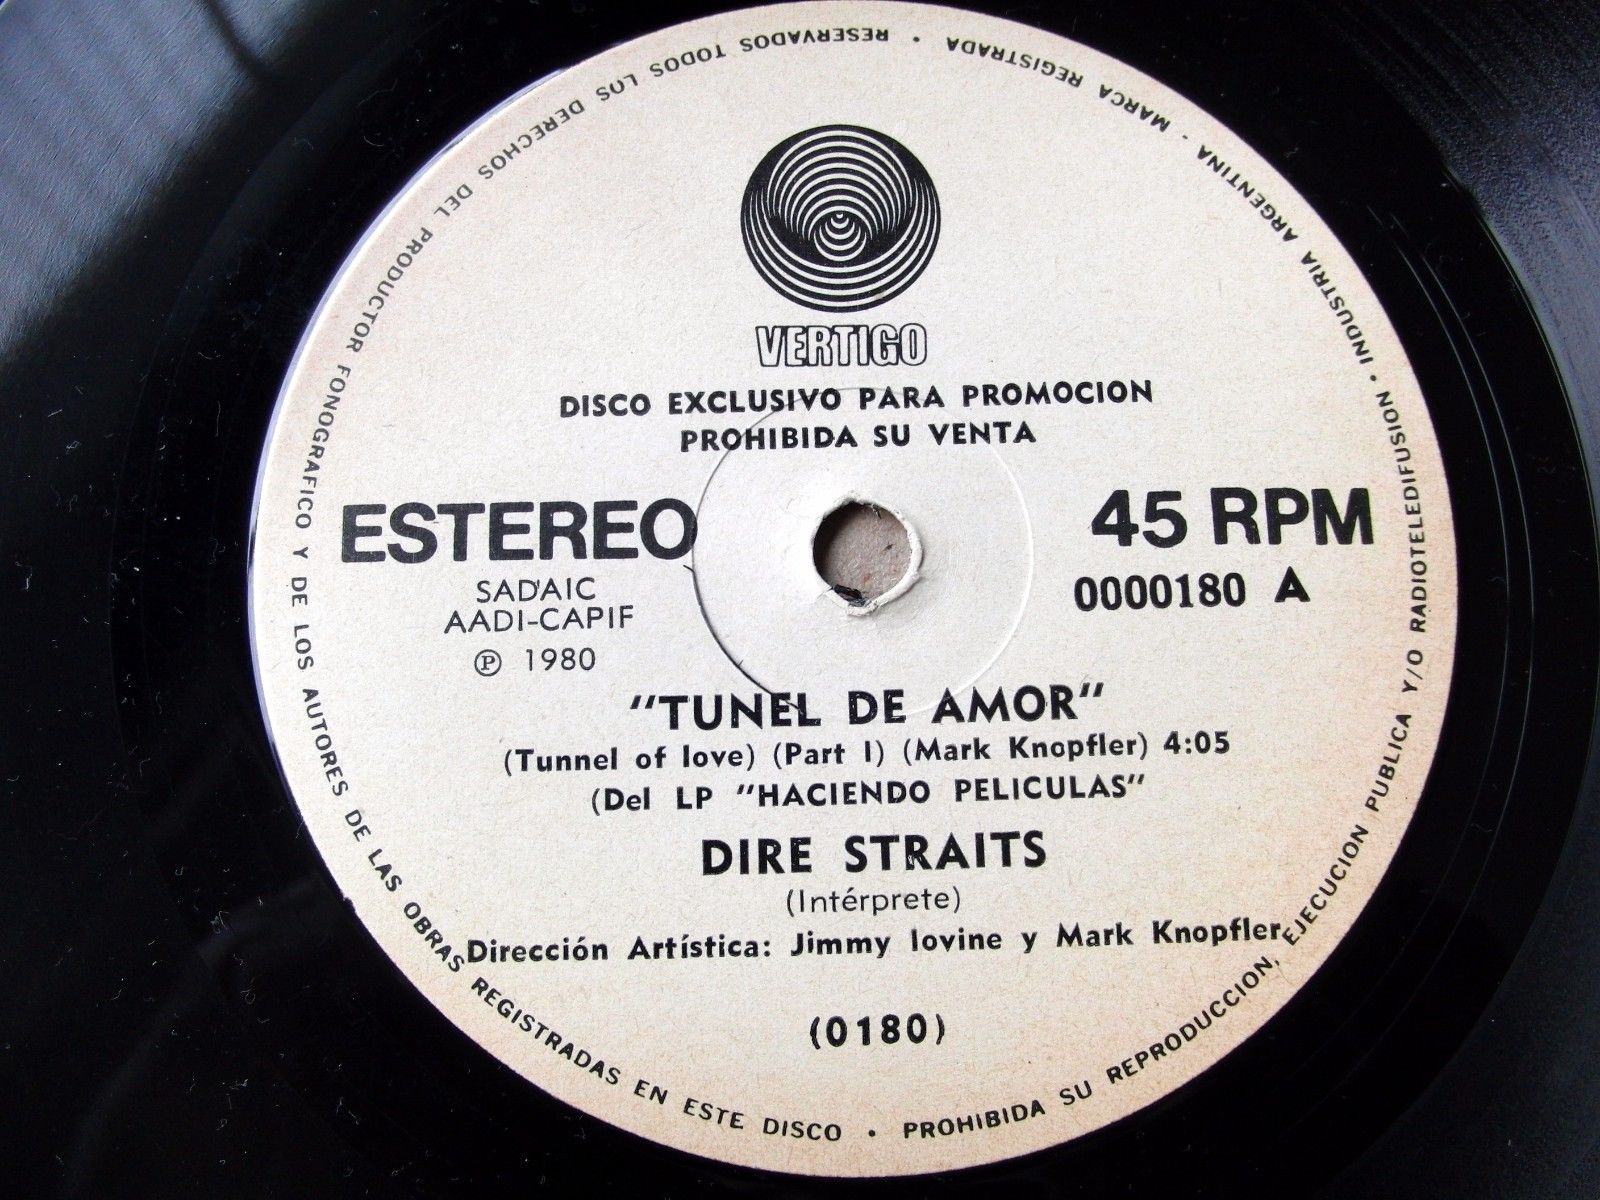 VERTIGO
DISCO EXCLUSIVO PARA PROMOCION
PROHIBIDA SU VENTA
ESTEREO
SADAIC
AADI-CAPIF
℗ 1980
45 RPM
0000180 A
"TUNEL DE AMOR"
(Tunnel of love) (Part I) (Mark Knopfler) 4:05
(Del LP "HACIENDO PELICULAS"
DIRE STRAITS
(Intérprete)
Dirección Artística: Jimmy Iovine y Mark Knopfler
(0180)
RESERVADOS TODOS LOS DERECHOS DEL PRODUCTOR FONOGRAFICO Y DE LOS AUTORES DE LAS OBRAS REGISTRADAS EN ESTE DISCO • PROHIBIDA SU REPRODUCCION, EJECUCION PUBLICA Y/O RADIOTELEDIFUSION • INDUSTRIA ARGENTINA • MARCA REGISTRADA •